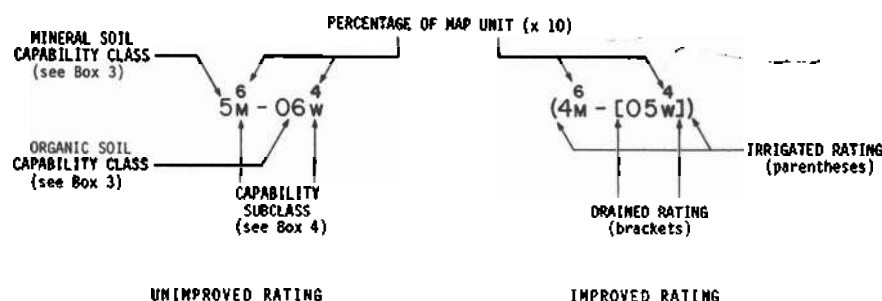 PERCENTAGE OF MAP UNIT (x 10)
MINERAL SOIL
CAPABILITY CLASS
(see Box 3)
6 4
5M - 06W
6 4
(4M - [05W])
ORGANIC SOIL
CAPABILITY CLASS
(see Box 3)
IRRIGATED RATING
(parentheses)
CAPABILITY
SUBCLASS
(see Box 4)
DRAINED RATING
(brackets)
UNIMPROVED RATING
IMPROVED RATING